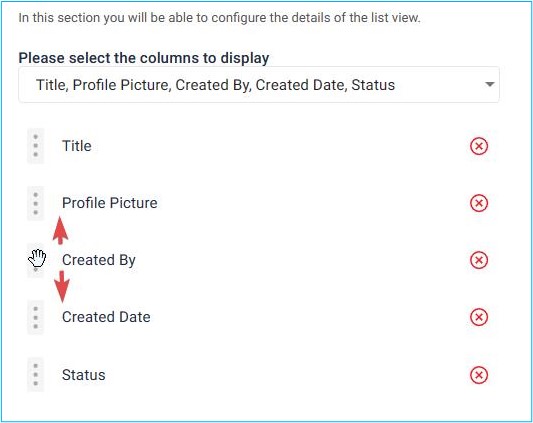 In this section you will be able to configure the details of the list view.
Please select the columns to display
Title, Profile Picture, Created By, Created Date, Status
Title
Profile Picture
Created By
Created Date
Status